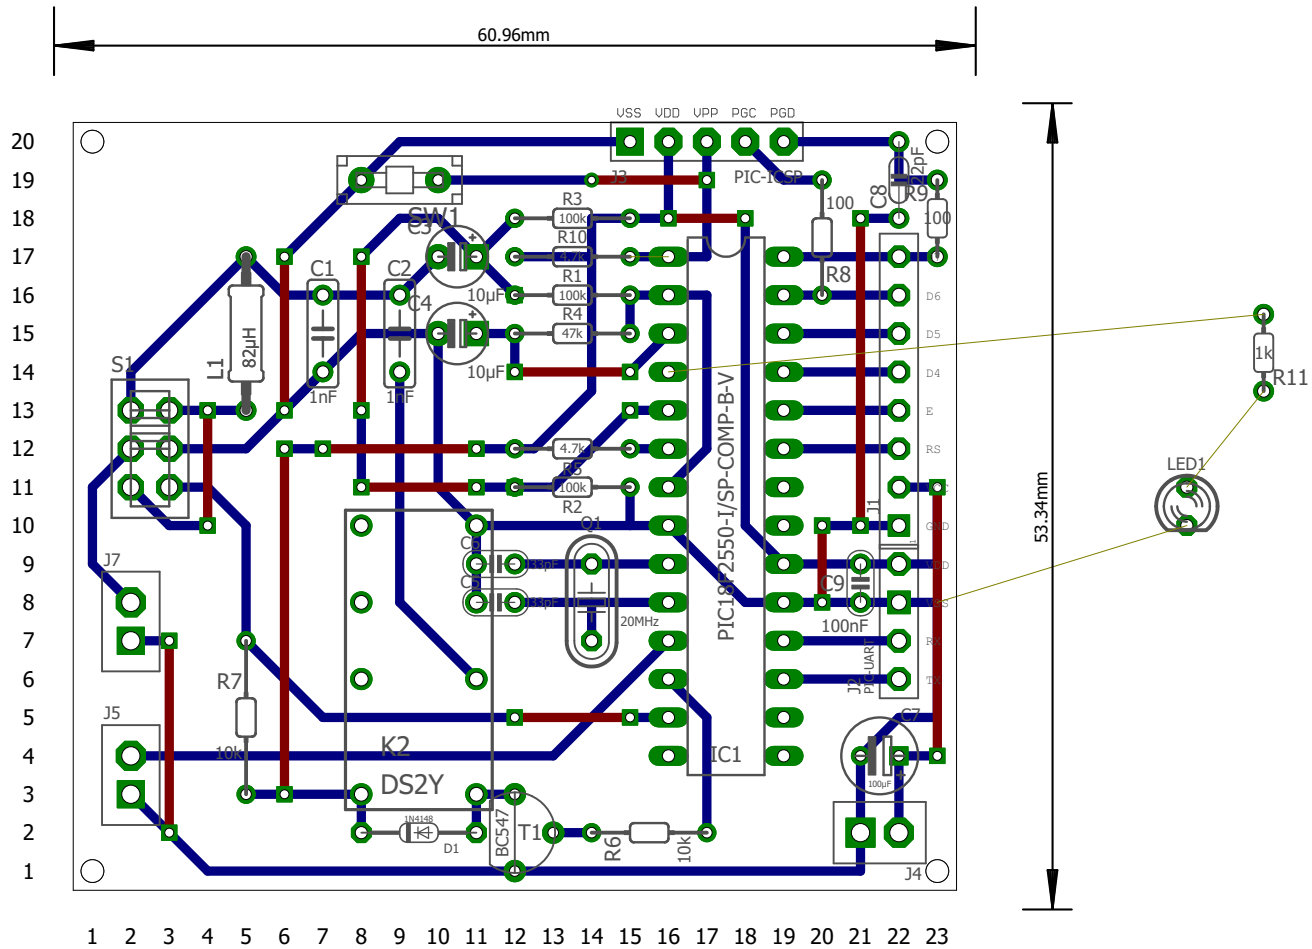 60.96mm
VSS VDD VPP PGC PGD
20
19
J3
PIC-ICSP
22pF
C8
R9
100
100
R8
SW1
C3
18
R3
100k
R10
4.7k
17
C1
C2
10µF
R1
100k
16
C4
D6
R4
47k
15
D5
82µH
L1
10µF
14
D4
1k
R11
S1
1nF
1nF
13
E
12
4.7k
RS
R5
LED1
11
100k
R2
PIC18F2550-I/SP-COMP-B-V
J1
53.34mm
10
Q1
GND
1
J7
C6
33pF
9
VDD
C9
8
C5
33pF
VSS
20MHz
100nF
7
RX
R7
6
J2
PIC-UART
TX
J5
5
C7
10k
K2
4
IC1
DS2Y
100µF
+
3
1N4148
D1
BC547
T1
R6
10k
2
J4
1
1 2 3 4 5 6 7 8 9 10 11 12 13 14 15 16 17 18 19 20 21 22 23